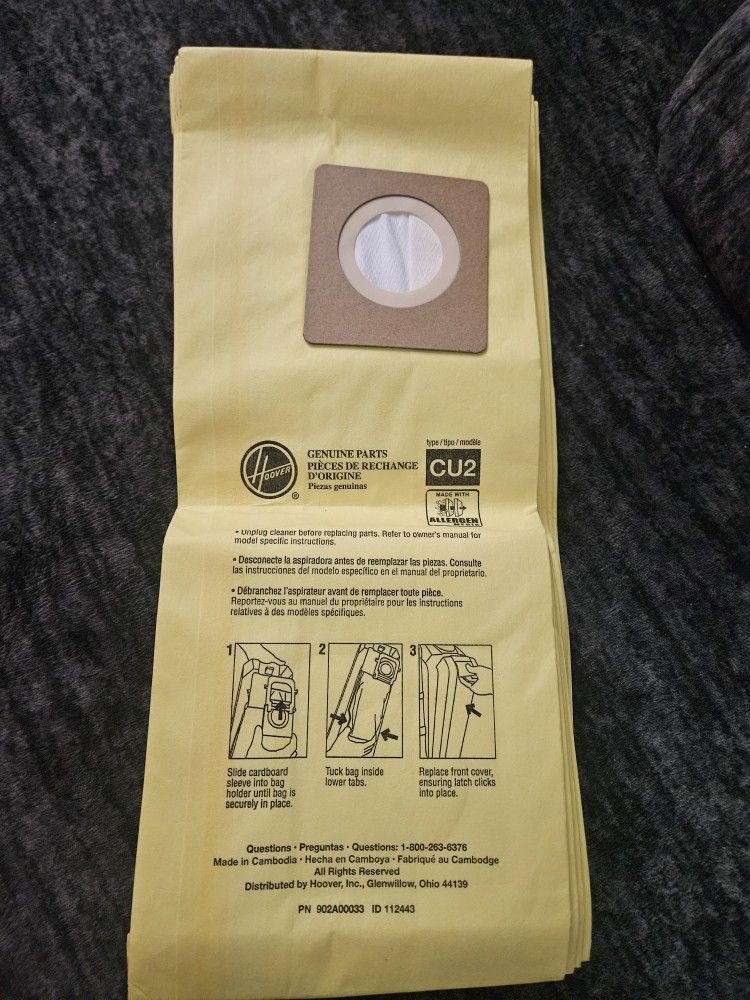 HOOVER
®
GENUINE PARTS
PIÈCES DE RECHANGE
D'ORIGINE
Piezas genuinas
type / tipo / modèle
CU2
MADE WITH
ALLERGEN
MEDIA
• Unplug cleaner before replacing parts. Refer to owner's manual for
model specific instructions.
• Desconecte la aspiradora antes de reemplazar las piezas. Consulte
las instrucciones del modelo específico en el manual del proprietario.
• Débranchez l'aspirateur avant de remplacer toute pièce.
Reportez-vous au manual du propriétaire pour les instructions
relatives à des modèles spécifiques.
1
Slide cardboard
sleeve into bag
holder until bag is
securely in place.
2
Tuck bag inside
lower tabs.
3
Replace front cover,
ensuring latch clicks
into place.
Questions • Preguntas • Questions: 1-800-263-6376
Made in Cambodia • Hecha en Camboya • Fabriqué au Cambodge
All Rights Reserved
Distributed by Hoover, Inc., Glenwillow, Ohio 44139
PN 902A00033 ID 112443